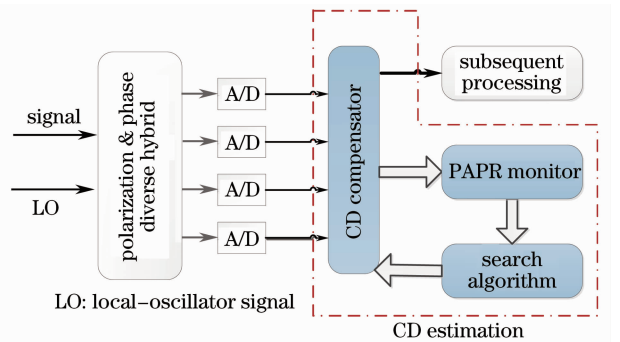 signal
LO
polarization & phase
diverse hybrid
A/D
A/D
A/D
A/D
CD compensator
subsequent
processing
PAPR monitor
search
algorithm
LO: local-oscillator signal
CD estimation